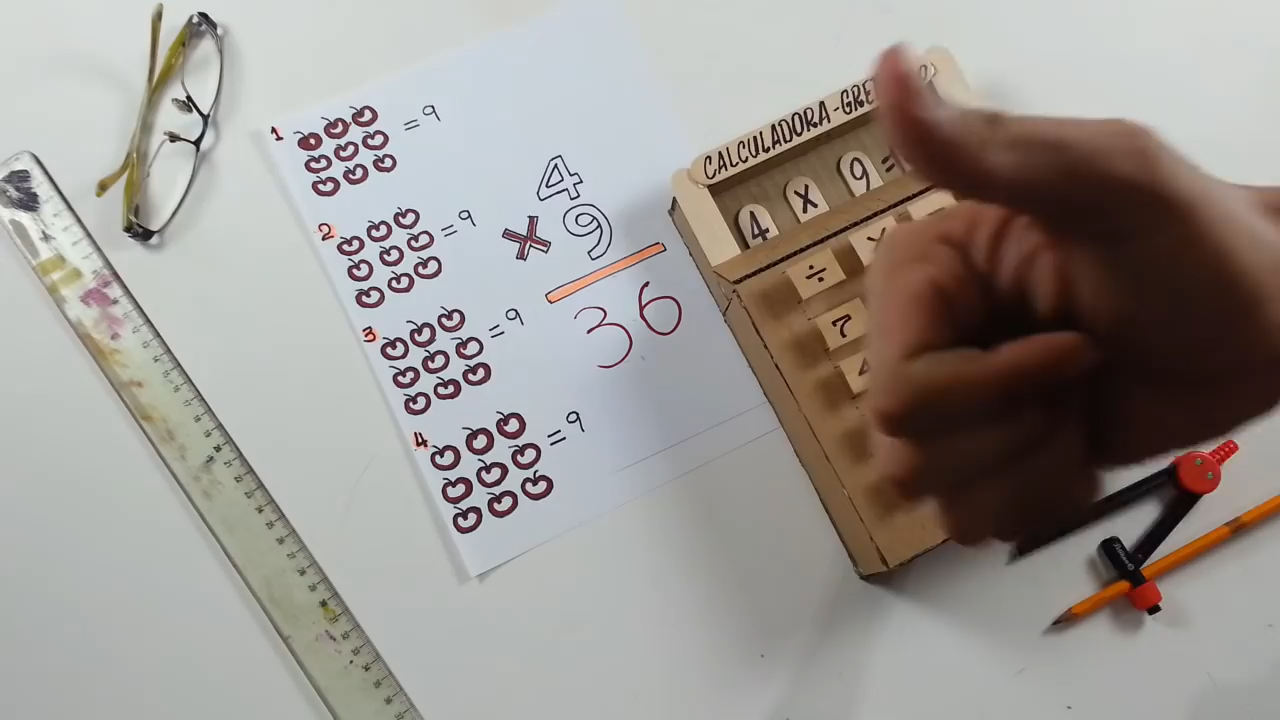 1 = 9
2 = 9
3 = 9
4 = 9
4
× 9
36
CALCULADORA-GRE
4 × 9 =
÷
7